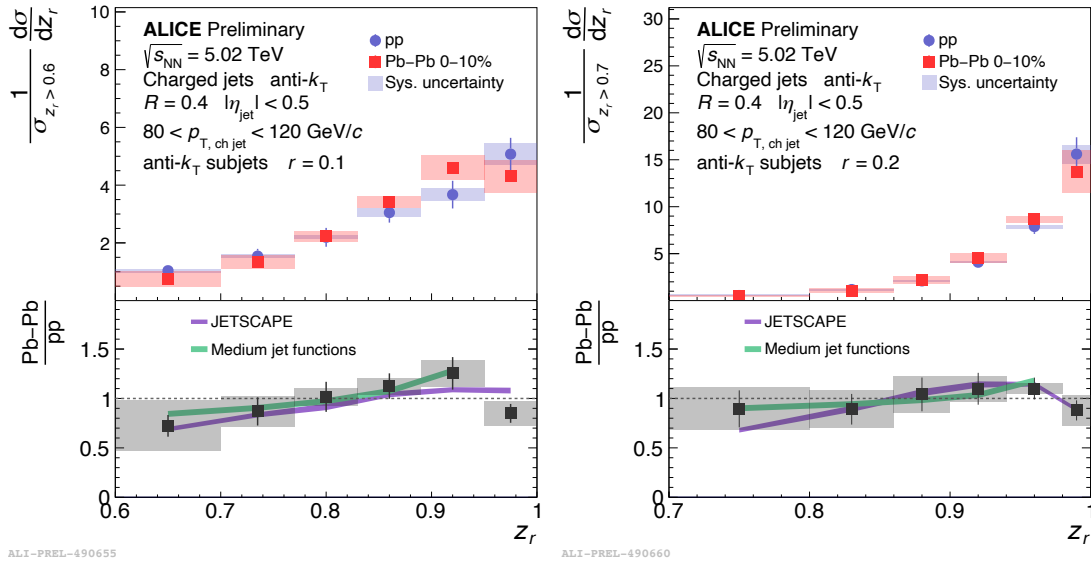 1/σ_{z_r > 0.6} dσ/dz_r
10
8
6
4
2
ALICE Preliminary
√s_NN = 5.02 TeV
Charged jets anti-k_T
R = 0.4 |η_jet| < 0.5
80 < p_{T, ch jet} < 120 GeV/c
anti-k_T subjets r = 0.1
pp
Pb−Pb 0−10%
Sys. uncertainty
Pb−Pb/pp
1.5
1
0.5
0
JETSCAPE
Medium jet functions
0.6 0.7 0.8 0.9 1
z_r
ALI-PREL-490655
1/σ_{z_r > 0.7} dσ/dz_r
30
25
20
15
10
5
ALICE Preliminary
√s_NN = 5.02 TeV
Charged jets anti-k_T
R = 0.4 |η_jet| < 0.5
80 < p_{T, ch jet} < 120 GeV/c
anti-k_T subjets r = 0.2
pp
Pb−Pb 0−10%
Sys. uncertainty
Pb−Pb/pp
1.5
1
0.5
0
JETSCAPE
Medium jet functions
0.7 0.8 0.9 1
z_r
ALI-PREL-490660